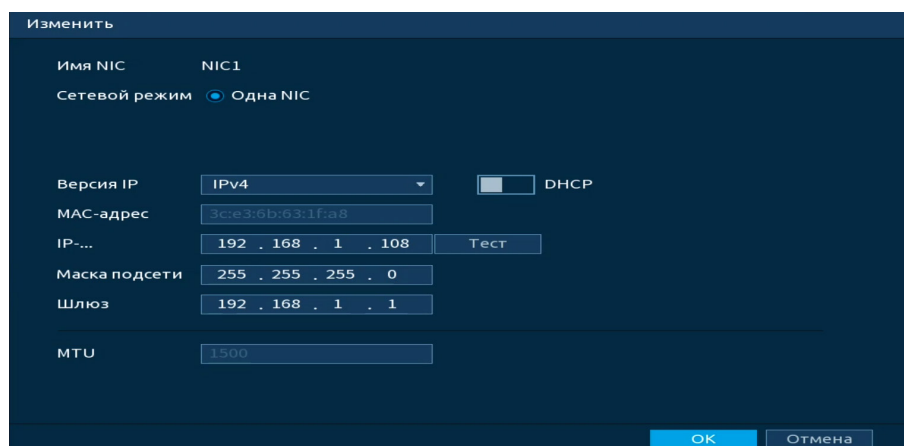 Изменить
Имя NIC NIC1
Сетевой режим Одна NIC
Версия IP IPv4 DHCP
MAC-адрес 3c:e3:6b:63:1f:a8
IP-... 192 . 168 . 1 . 108 Тест
Маска подсети 255 . 255 . 255 . 0
Шлюз 192 . 168 . 1 . 1
MTU 1500
OK Отмена